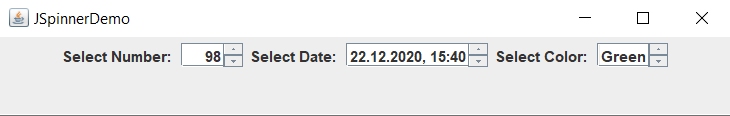 JSpinnerDemo
Select Number: 98 Select Date: 22.12.2020, 15:40 Select Color: Green